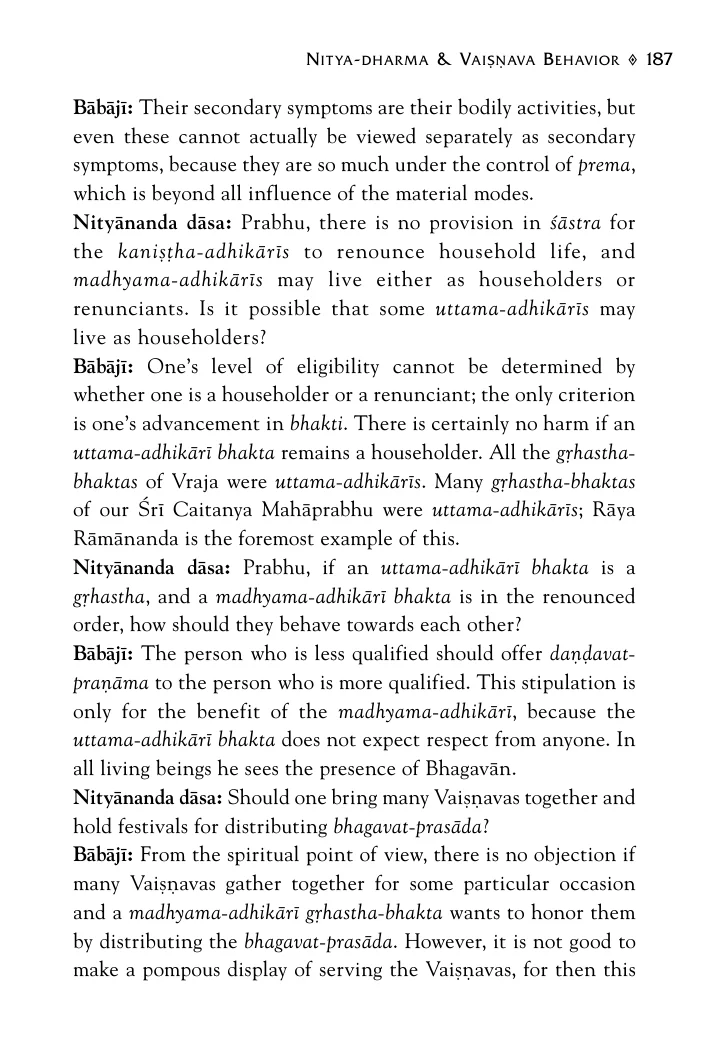 Nitya-dharma & Vaiṣṇava Behavior ◊ 187
Bābājī: Their secondary symptoms are their bodily activities, but
even these cannot actually be viewed separately as secondary
symptoms, because they are so much under the control of prema,
which is beyond all influence of the material modes.
Nityānanda dāsa: Prabhu, there is no provision in śāstra for
the kaniṣṭha-adhikārīs to renounce household life, and
madhyama-adhikārīs may live either as householders or
renunciants. Is it possible that some uttama-adhikārīs may
live as householders?
Bābājī: One's level of eligibility cannot be determined by
whether one is a householder or a renunciant; the only criterion
is one's advancement in bhakti. There is certainly no harm if an
uttama-adhikārī bhakta remains a householder. All the gṛhastha-
bhaktas of Vraja were uttama-adhikārīs. Many gṛhastha-bhaktas
of our Śrī Caitanya Mahāprabhu were uttama-adhikārīs; Rāya
Rāmānanda is the foremost example of this.
Nityānanda dāsa: Prabhu, if an uttama-adhikārī bhakta is a
gṛhastha, and a madhyama-adhikārī bhakta is in the renounced
order, how should they behave towards each other?
Bābājī: The person who is less qualified should offer daṇḍavat-
praṇāma to the person who is more qualified. This stipulation is
only for the benefit of the madhyama-adhikārī, because the
uttama-adhikārī bhakta does not expect respect from anyone. In
all living beings he sees the presence of Bhagavān.
Nityānanda dāsa: Should one bring many Vaiṣṇavas together and
hold festivals for distributing bhagavat-prasāda?
Bābājī: From the spiritual point of view, there is no objection if
many Vaiṣṇavas gather together for some particular occasion
and a madhyama-adhikārī gṛhastha-bhakta wants to honor them
by distributing the bhagavat-prasāda. However, it is not good to
make a pompous display of serving the Vaiṣṇavas, for then this